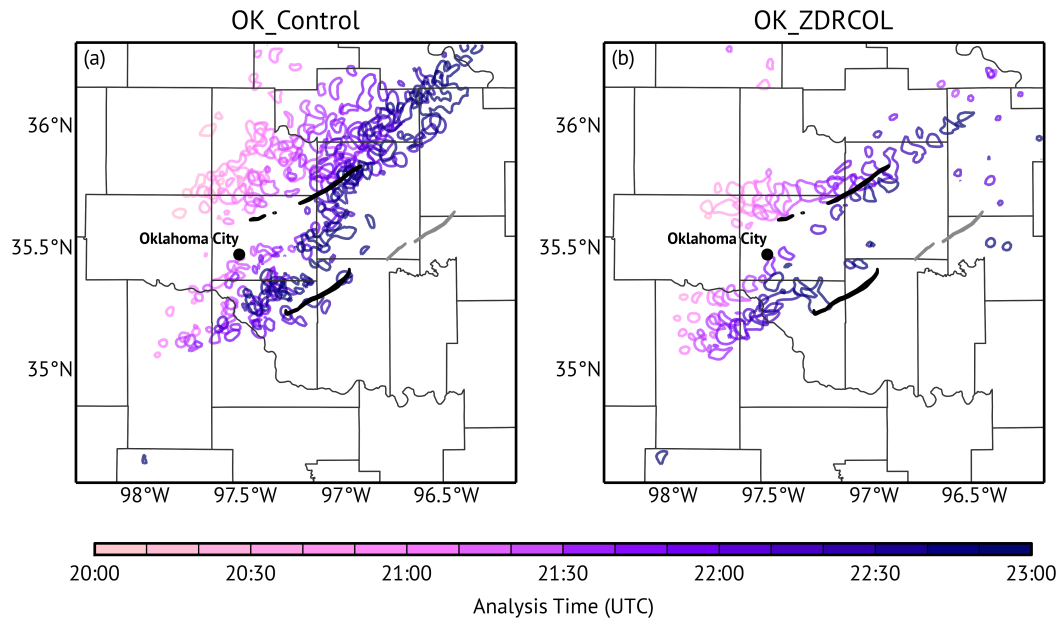 OK_Control
OK_ZDRCOL
(a)
(b)
36°N
35.5°N
35°N
Oklahoma City
98°W 97.5°W 97°W 96.5°W
36°N
35.5°N
35°N
Oklahoma City
98°W 97.5°W 97°W 96.5°W
20:00 20:30 21:00 21:30 22:00 22:30 23:00
Analysis Time (UTC)